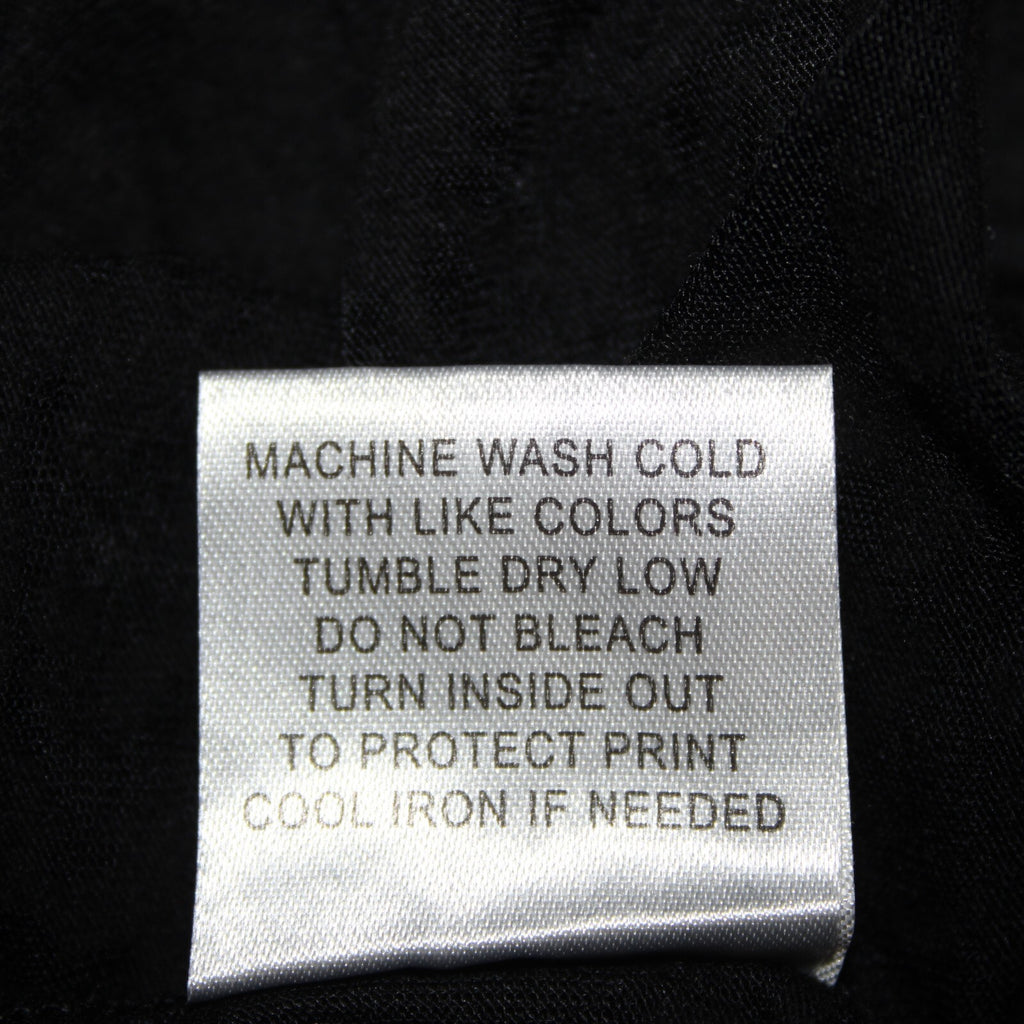 MACHINE WASH COLD
WITH LIKE COLORS
TUMBLE DRY LOW
DO NOT BLEACH
TURN INSIDE OUT
TO PROTECT PRINT
COOL IRON IF NEEDED